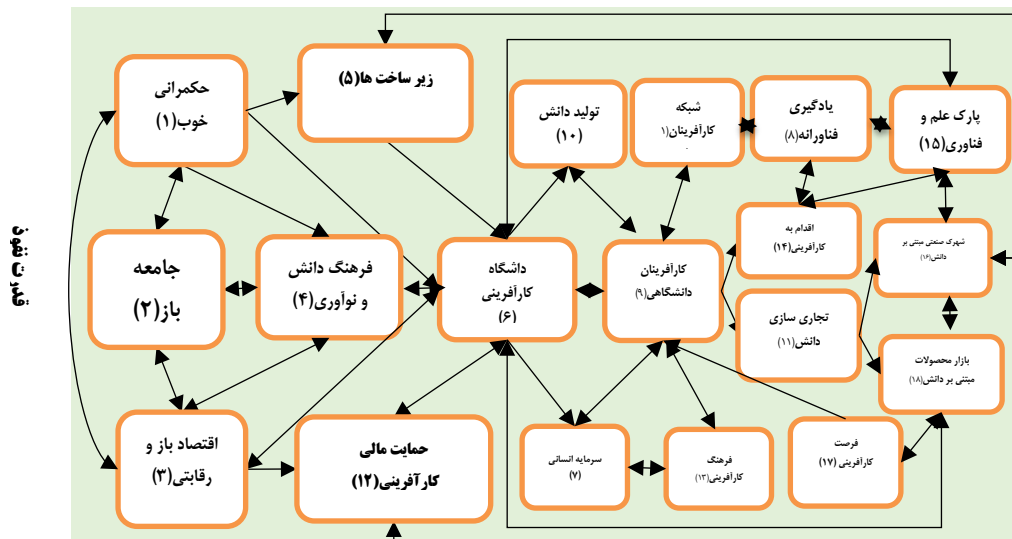 حکمرانی
خوب(۱)
زیر ساخت ها(۵)
تولید دانش
(۱۰)
شبکه
کارآفرینان(۱
یادگیری
فناورانه(۸)
پارک علم و
فناوری(۱۵)
قدرت نفوذ
جامعه
باز(۲)
فرهنگ دانش
و نوآوری(۴)
داشگاه
کارآفرینی
(۶)
کارآفرینان
دانشگاهی(۹)
اقدام به
کارآفرینی(۱۴)
شهرک صنعتی مبتنی بر
دانش(۱۶)
تجاری سازی
دانش(۱۱)
بازار محصولات
مبتنی بر دانش(۱۸)
اقتصاد باز و
رقابتی(۳)
حمایت مالی
کارآفرینی(۱۲)
سرمایه انسانی
(۷)
فرهنگ
کارآفرینی(۱۳)
فرصت
کارآفرینی(۱۷)